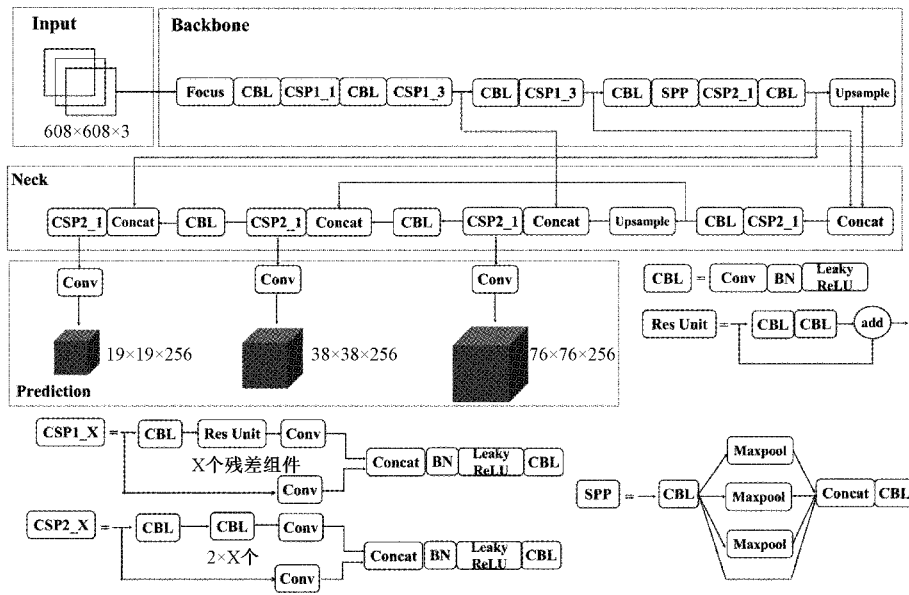 Input
Backbone
Focus CBL CSP1_1 CBL CSP1_3 CBL CSP1_3 CBL SPP CSP2_1 CBL Upsample
608×608×3
Neck
CSP2_1 Concat CBL CSP2_1 Concat CBL CSP2_1 Concat Upsample CBL CSP2_1 Concat
Conv Conv Conv
19×19×256 38×38×256 76×76×256
Prediction
CBL = Conv BN Leaky ReLU
Res Unit = CBL CBL add
CSP1_X = CBL Res Unit Conv
X个残差组件
Conv
Concat BN Leaky ReLU CBL
CSP2_X = CBL CBL Conv
2×X个
Conv
Concat BN Leaky ReLU CBL
SPP = CBL Maxpool Maxpool Maxpool Concat CBL